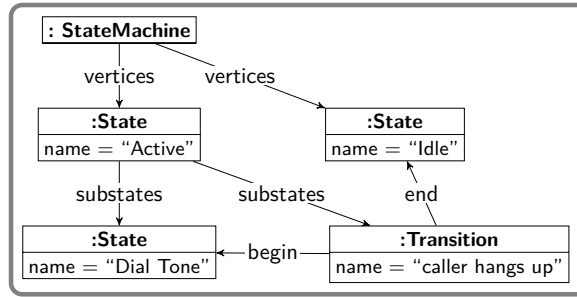 : StateMachine
vertices
vertices
:State
name = “Active”
:State
name = “Idle”
substates
substates
end
:State
name = “Dial Tone”
begin
:Transition
name = “caller hangs up”